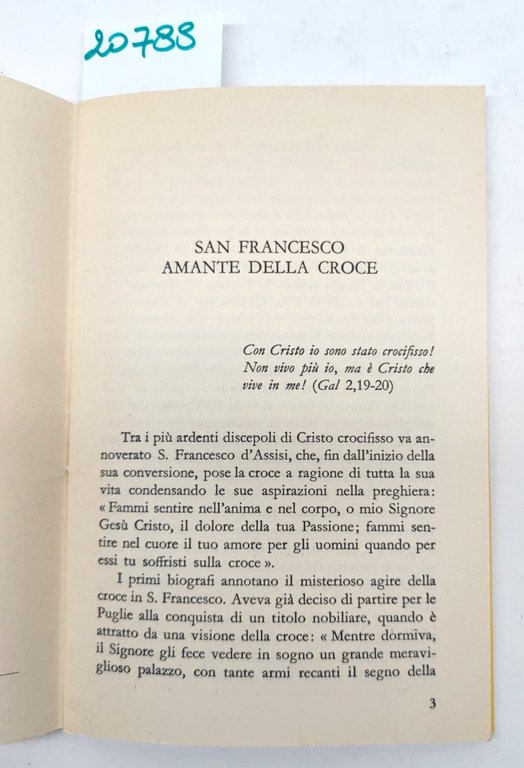 20788
SAN FRANCESCO
AMANTE DELLA CROCE
Con Cristo io sono stato crocifisso!
Non vivo più io, ma è Cristo che
vive in me! (Gal 2,19-20)
Tra i più ardenti discepoli di Cristo crocifisso va an-
noverato S. Francesco d'Assisi, che, fin dall'inizio della
sua conversione, pose la croce a ragione di tutta la sua
vita condensando le sue aspirazioni nella preghiera:
« Fammi sentire nell'anima e nel corpo, o mio Signore
Gesù Cristo, il dolore della tua Passione; fammi sen-
tire nel cuore il tuo amore per gli uomini quando per
essi tu soffristi sulla croce ».
I primi biografi annotano il misterioso agire della
croce in S. Francesco. Aveva già deciso di partire per le
Puglie alla conquista di un titolo nobiliare, quando è
attratto da una visione della croce: « Mentre dormiva,
il Signore gli fece vedere in sogno un grande meravi-
glioso palazzo, con tante armi recanti il segno della
3